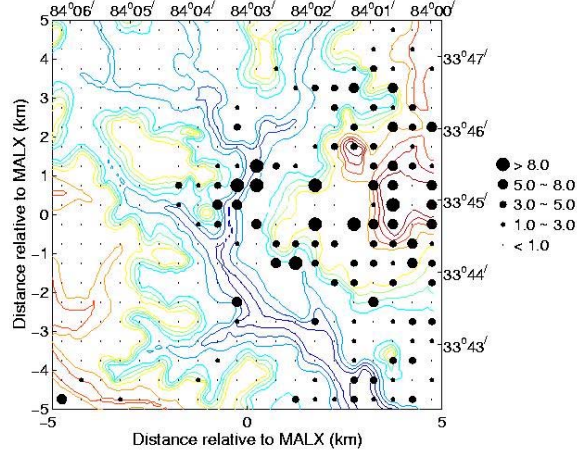 84°06′ 84°05′ 84°04′ 84°03′ 84°02′ 84°01′ 84°00′
5
4
3
2
1
0
-1
-2
-3
-4
-5
Distance relative to MALX (km)
33°47′
33°46′
33°45′
33°44′
33°43′
> 8.0
5.0 ~ 8.0
3.0 ~ 5.0
1.0 ~ 3.0
< 1.0
-5 0 5
Distance relative to MALX (km)